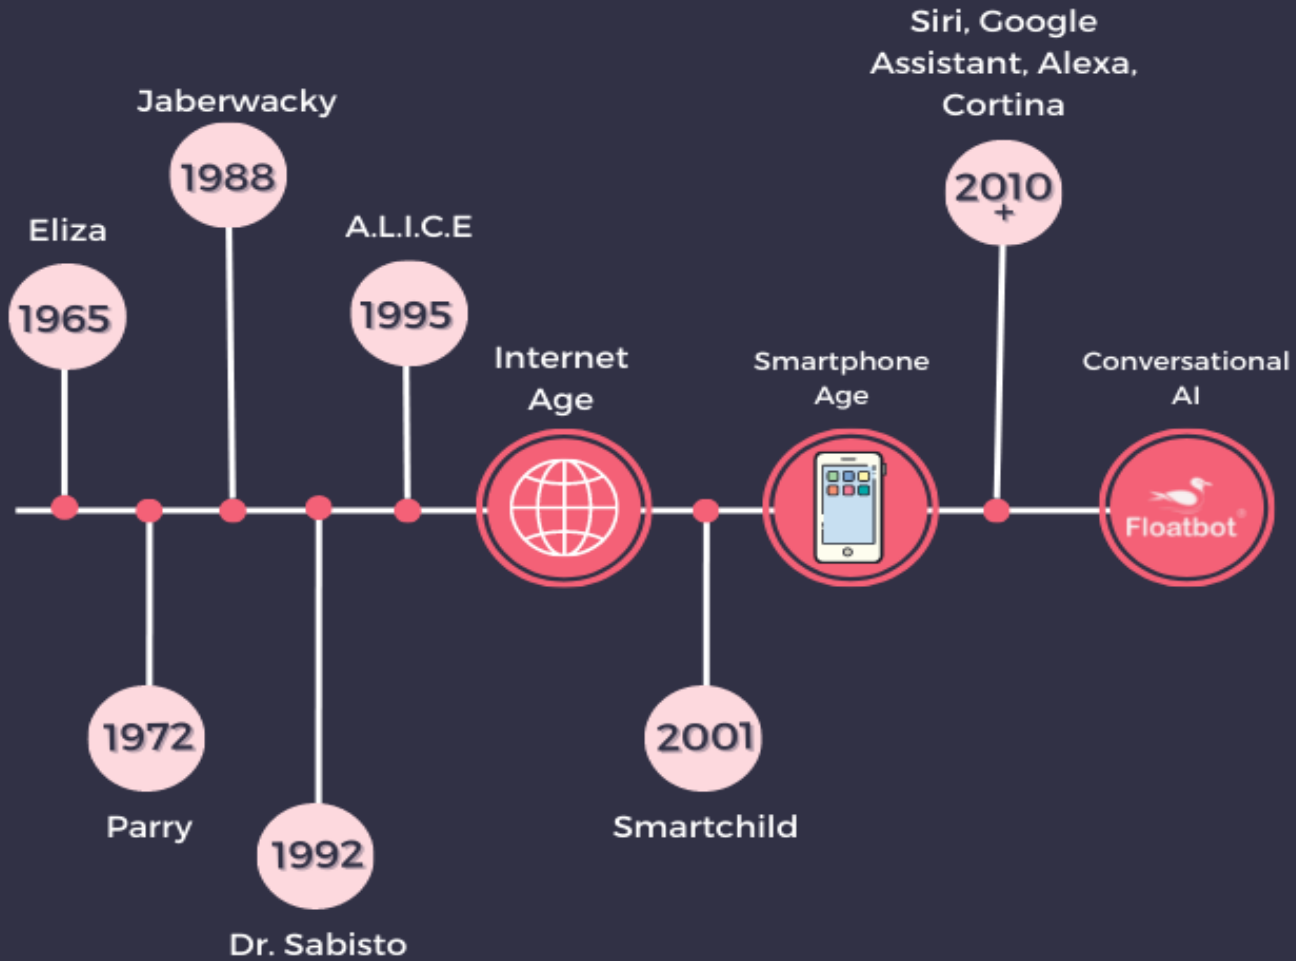 Siri, Google
Assistant, Alexa,
Cortina
2010
+
Jaberwacky
1988
Eliza
1965
A.L.I.C.E
1995
Internet
Age
Smartphone
Age
Conversational
AI
Floatbot®
1972
Parry
1992
Dr. Sabisto
2001
Smartchild